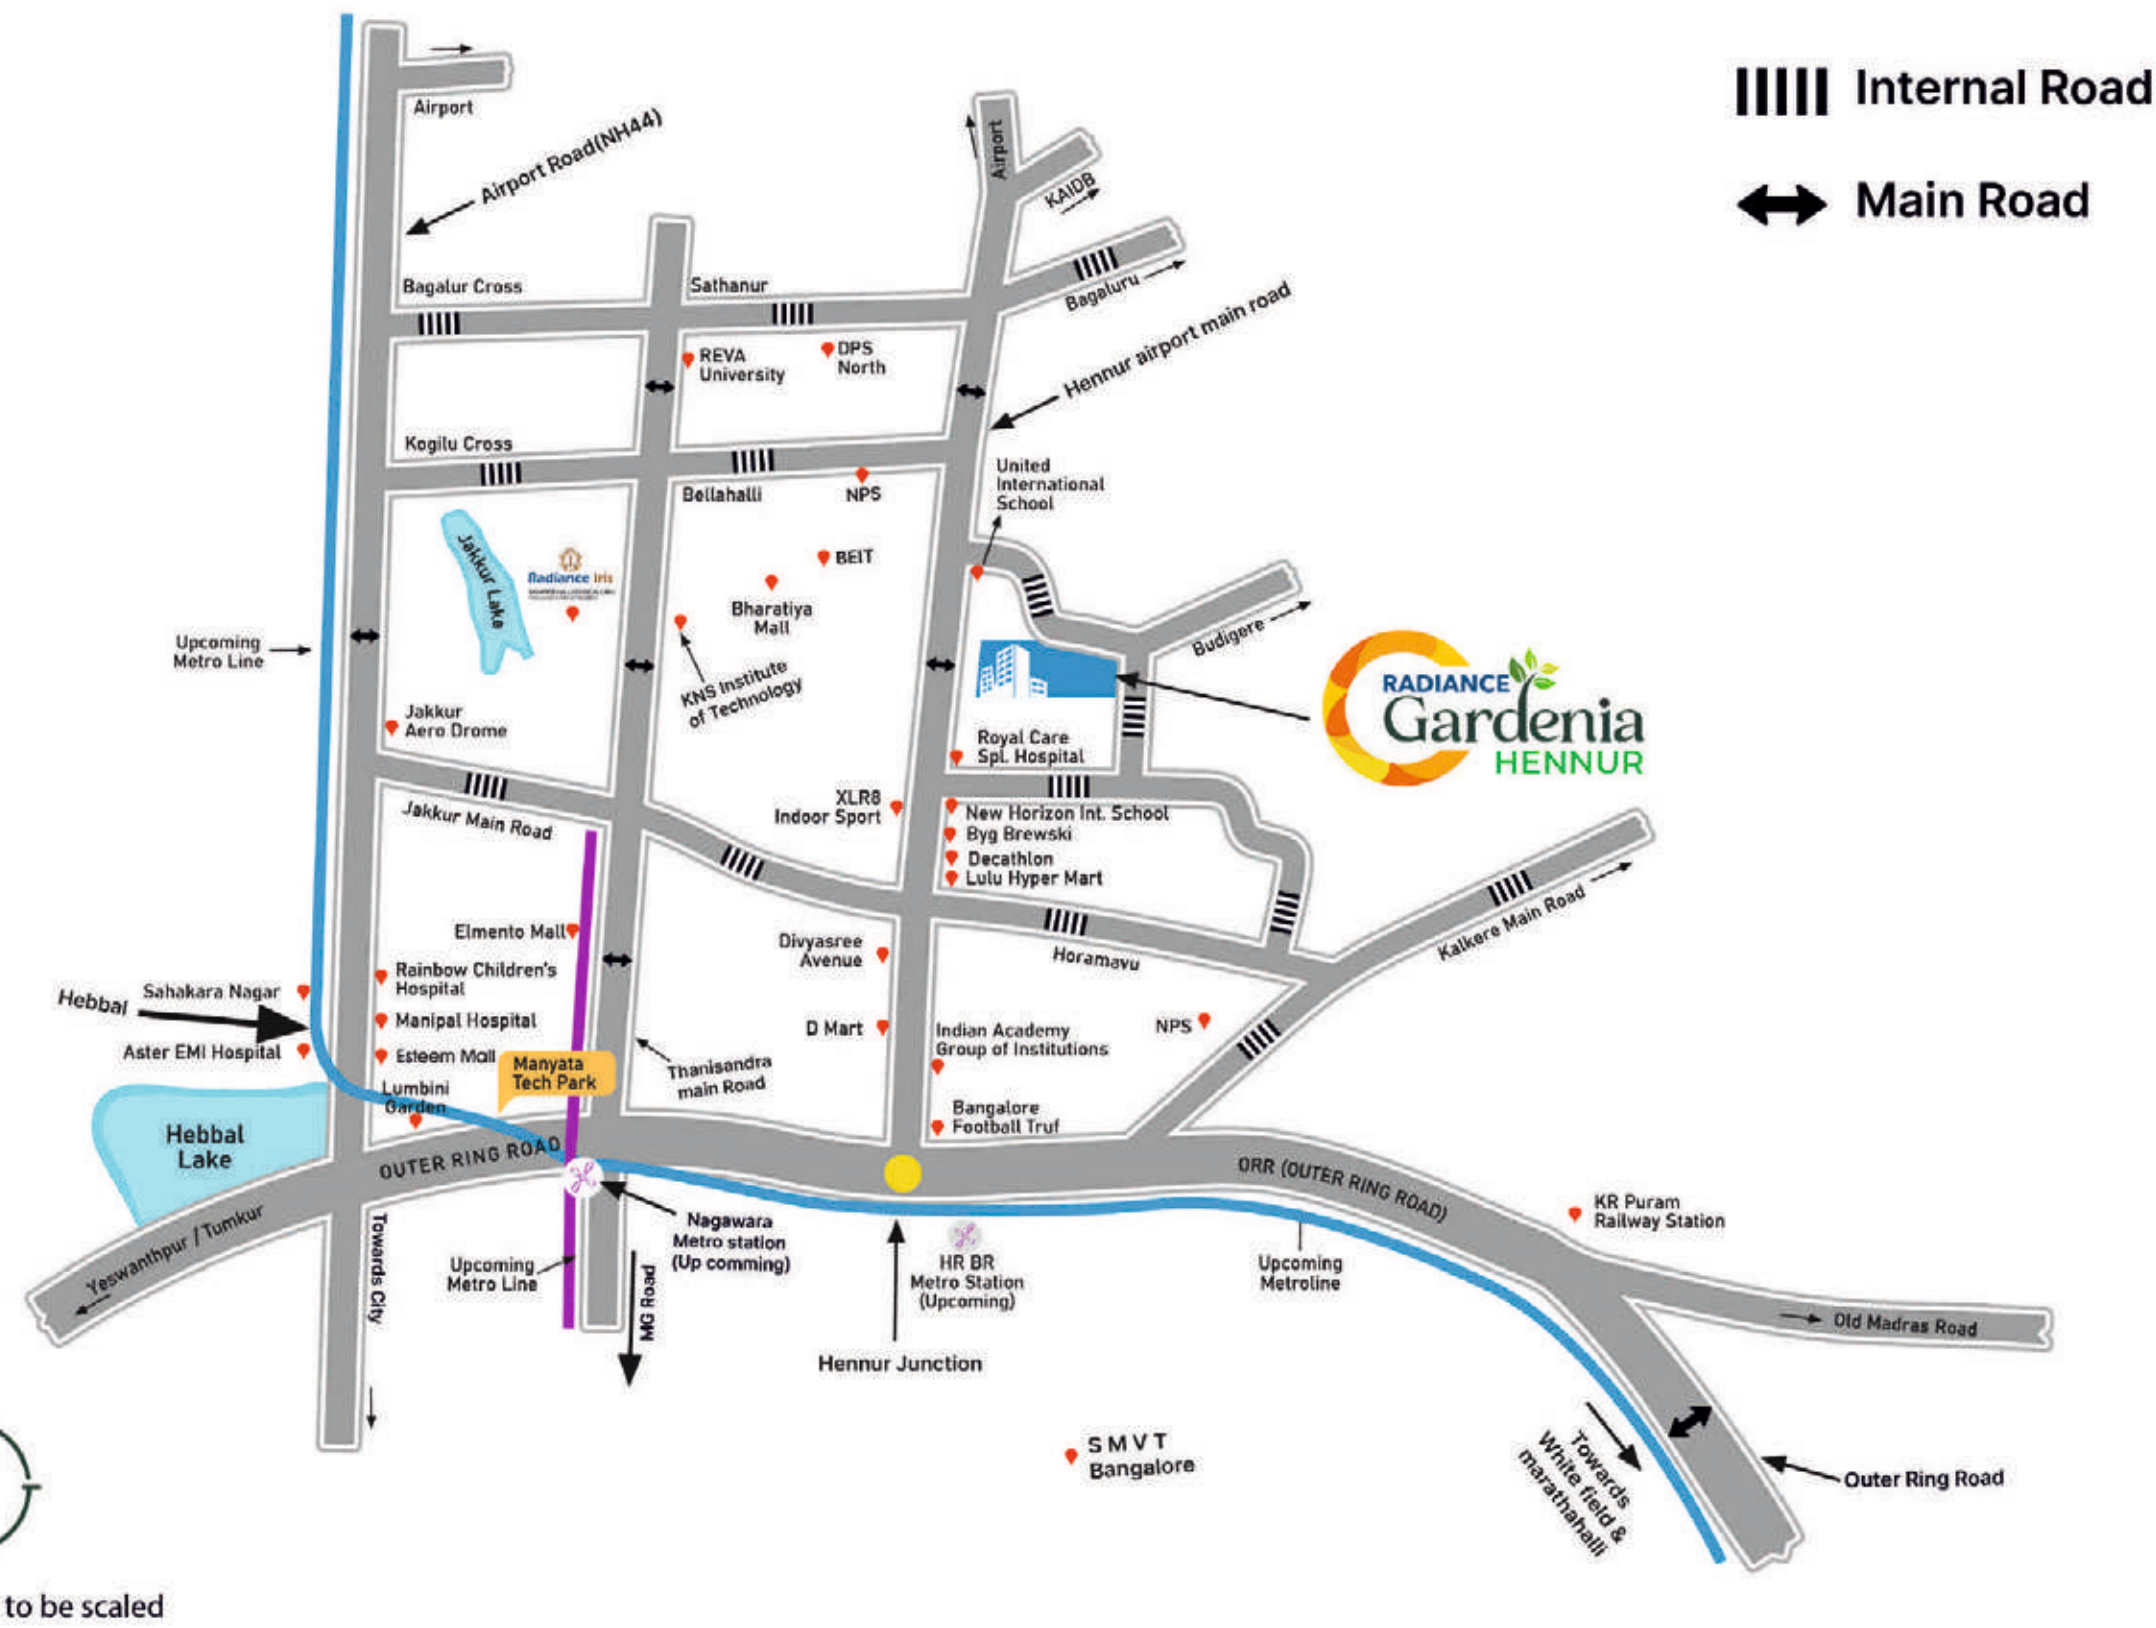 Internal Road
Main Road
Airport
Airport Road(NH44)
Airport
KAIDB
Bagaluru
Hennur airport main road
Bagalur Cross
Sathanur
REVA
University
DPS
North
Kogilu Cross
Bellahalli
NPS
United
International
School
Jakkur Lake
Radiance Iris
BEIT
Bharatiya
Mall
KNS Institute
of Technology
Budigere
Upcoming
Metro Line
RADIANCE
Gardenia
HENNUR
Jakkur
Aero Drome
Royal Care
Spl. Hospital
Jakkur Main Road
XLR8
Indoor Sport
New Horizon Int. School
Byg Brewski
Decathlon
Lulu Hyper Mart
Kalkere Main Road
Elmento Mall
Divyasree
Avenue
Horamavu
Rainbow Children's
Hospital
Sahakara Nagar
Hebbal
Manipal Hospital
D Mart
Indian Academy
Group of Institutions
NPS
Aster EMI Hospital
Esteem Mall
Manyata
Tech Park
Thanisandra
main Road
Lumbini
Garden
Bangalore
Football Truf
Hebbal
Lake
OUTER RING ROAD
ORR (OUTER RING ROAD)
KR Puram
Railway Station
Yeswanthpur / Tumkur
Towards City
Nagawara
Metro station
(Up comming)
Upcoming
Metro Line
MG Road
HR BR
Metro Station
(Upcoming)
Upcoming
Metroline
Old Madras Road
Hennur Junction
S M V T
Bangalore
Towards
White field &
marathahalli
Outer Ring Road
to be scaled